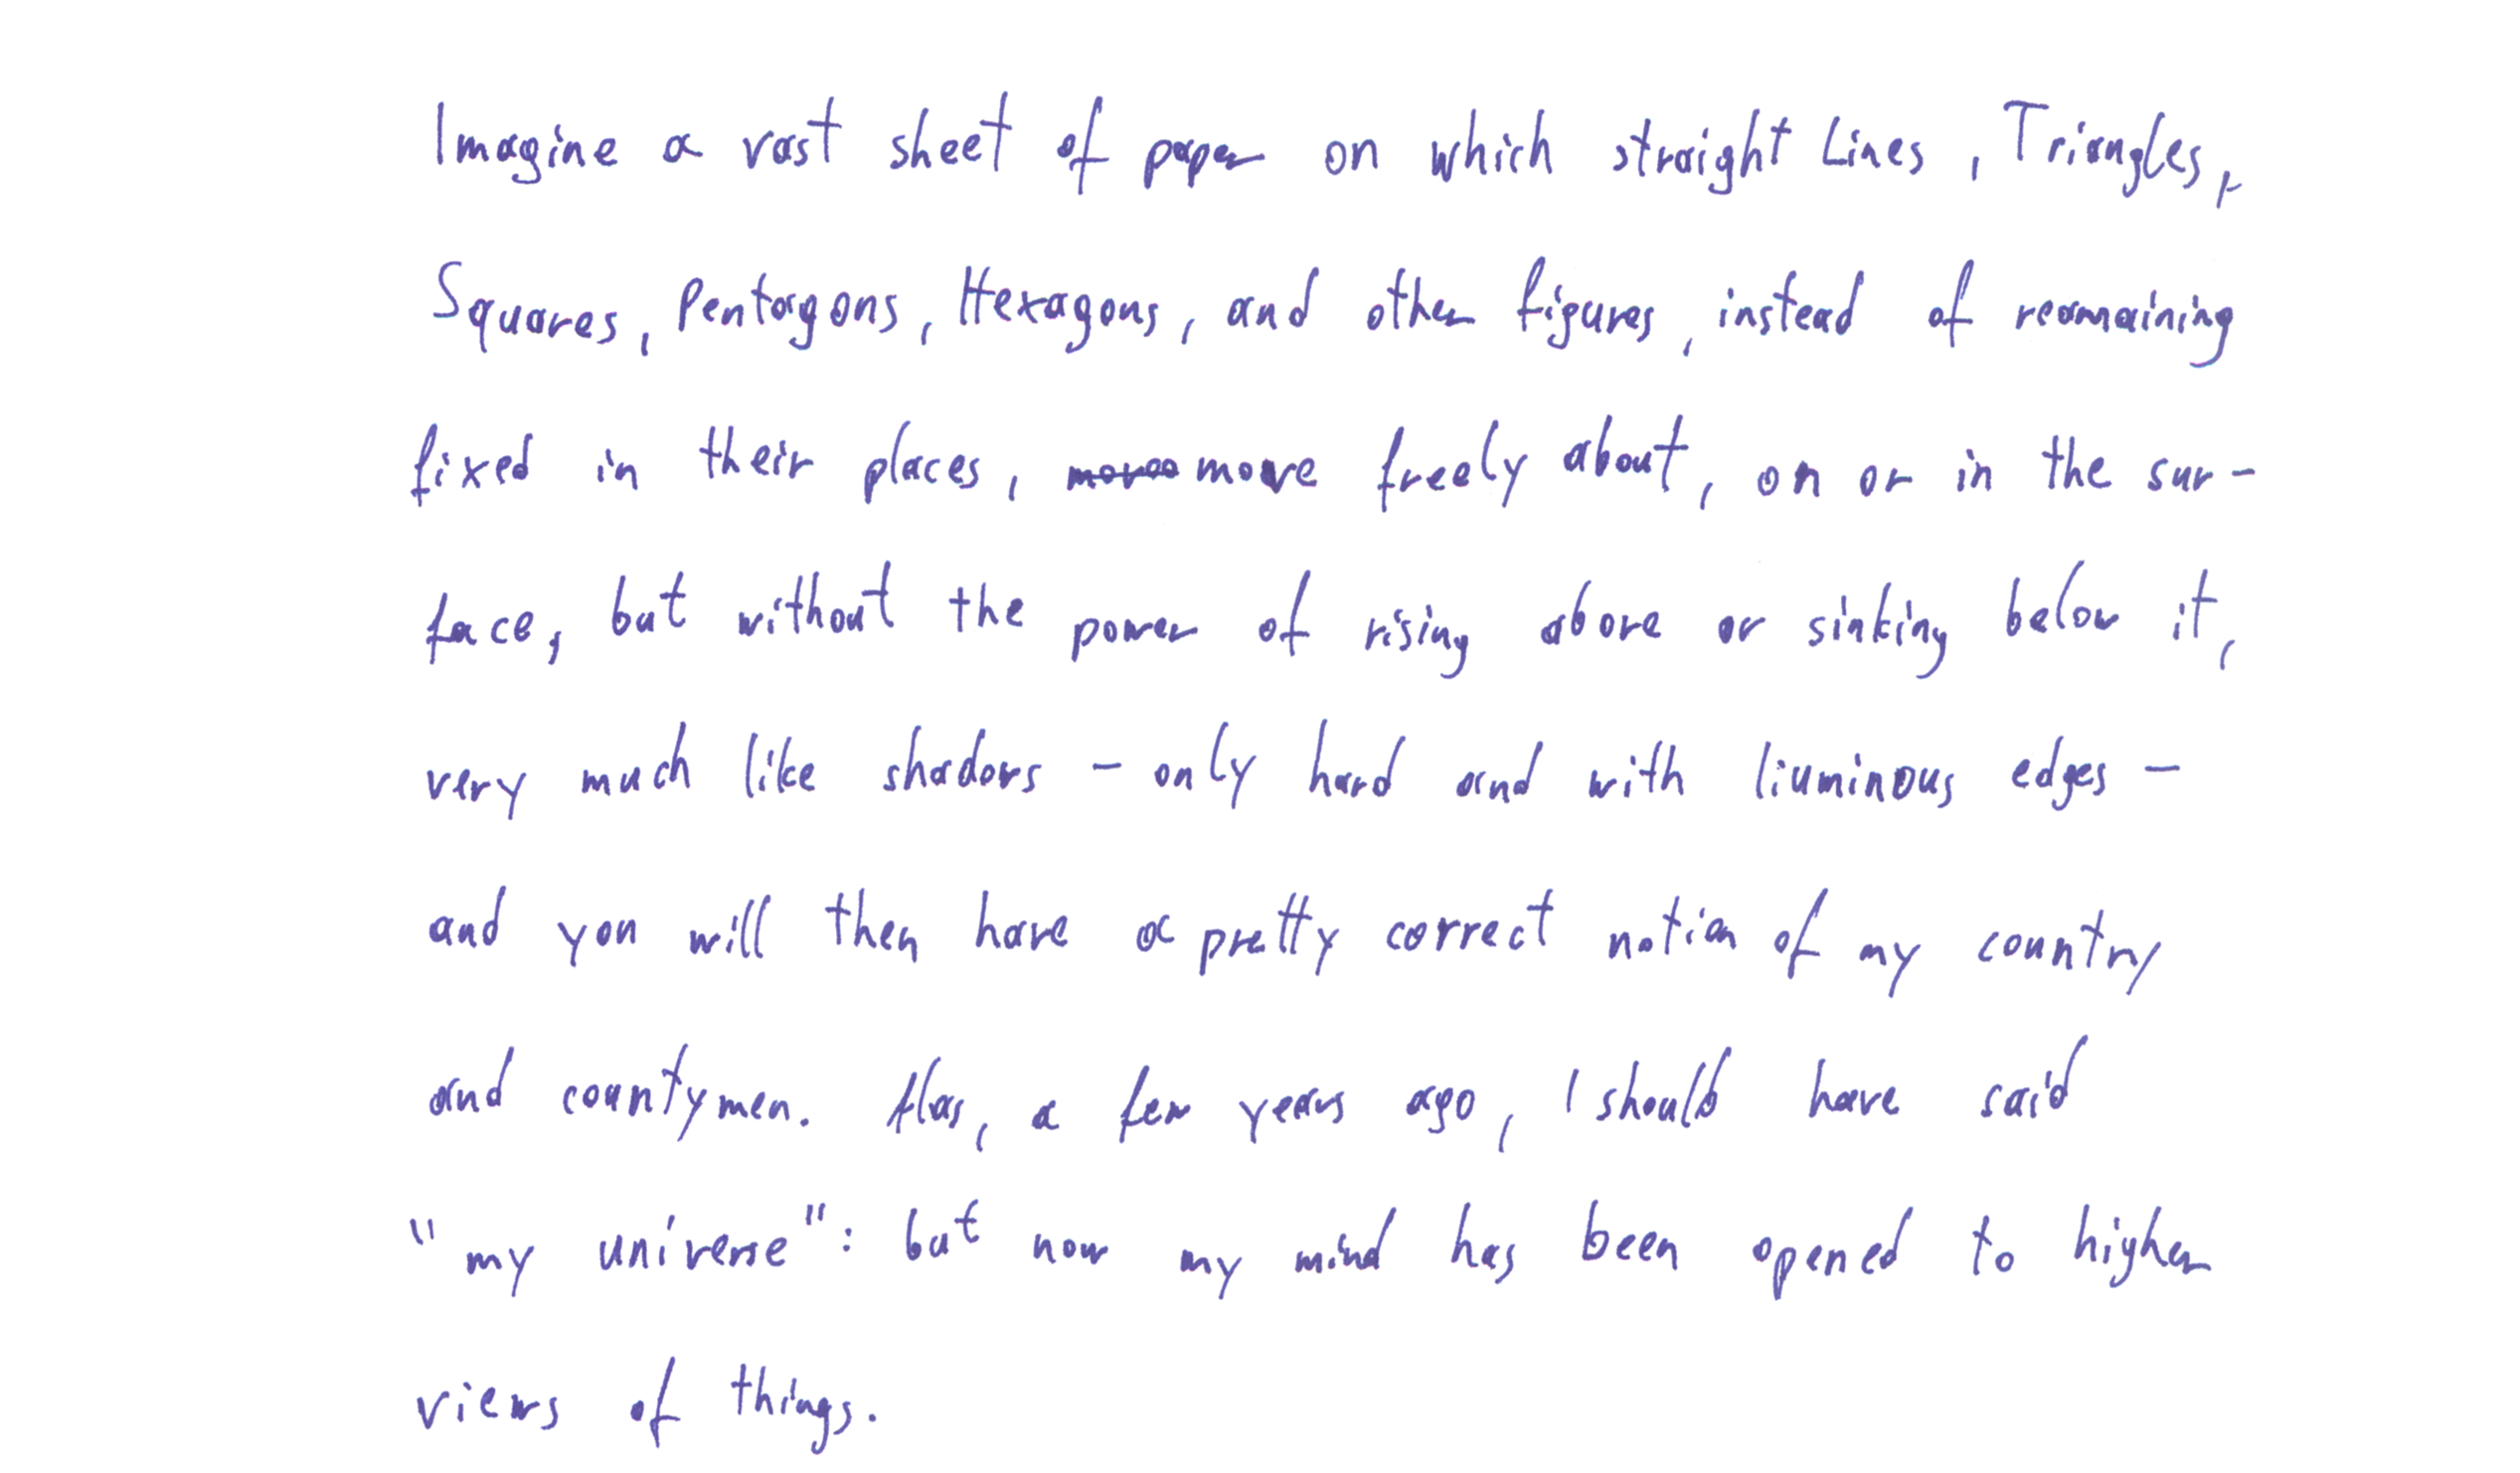 Imagine a vast sheet of paper on which straight Lines, Triangles,
Squares, Pentagons, Hexagons, and other figures, instead of reamaining
fixed in their places, move freely about, on or in the sur-
face, but without the power of rising above or sinking below it,
very much like shadows - only hard and with liuminous edges -
and you will then have a pretty correct notion of my country
and countymen. Alas, a few years ago, I should have said
"my universe": but now my mind has been opened to higher
views of things.